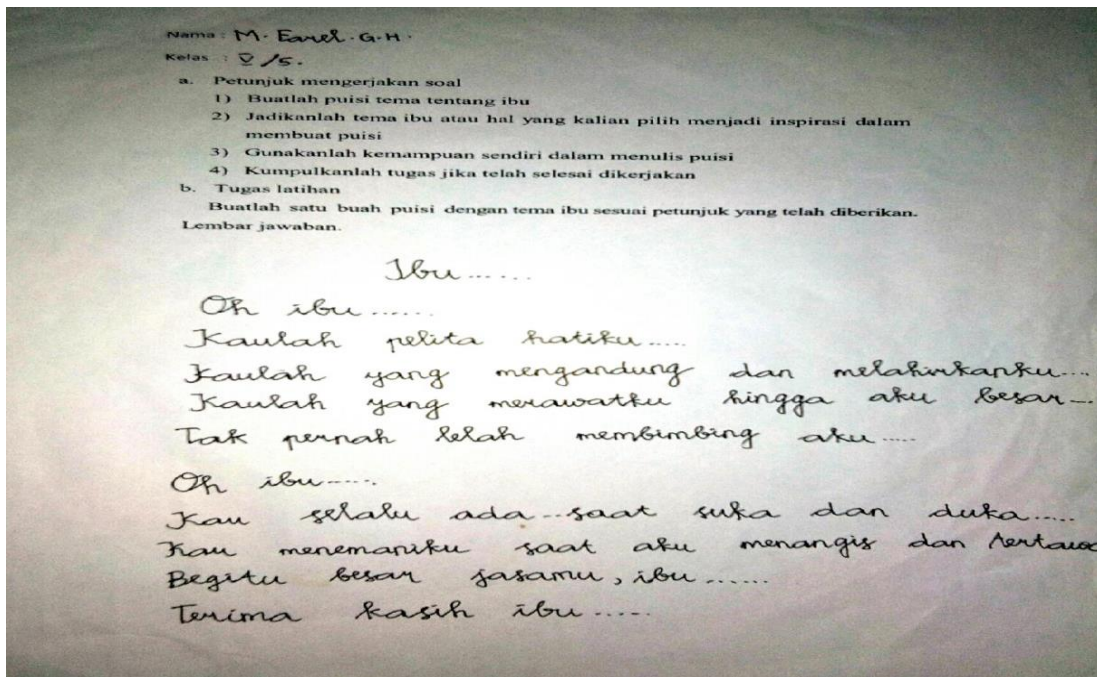 Nama : M. Earel. G. H.
Kelas : V /5.
a. Petunjuk mengerjakan soal
1) Buatlah puisi tema tentang ibu
2) Jadikanlah tema ibu atau hal yang kalian pilih menjadi inspirasi dalam
membuat puisi
3) Gunakanlah kemampuan sendiri dalam menulis puisi
4) Kumpulkanlah tugas jika telah selesai dikerjakan
b. Tugas latihan
Buatlah satu buah puisi dengan tema ibu sesuai petunjuk yang telah diberikan.
Lembar jawaban.
Ibu ......
Oh ibu ......
Kaulah pelita hatiku .....
Kaulah yang mengandung dan melahirkanku....
Kaulah yang merawatku hingga aku besar...
Tak pernah lelah membimbing aku .....
Oh ibu ......
Kau selalu ada ... saat suka dan duka .....
Kau menemaniku saat aku menangis dan
Begitu besar jasamu, ibu ......
Terima kasih ibu .....